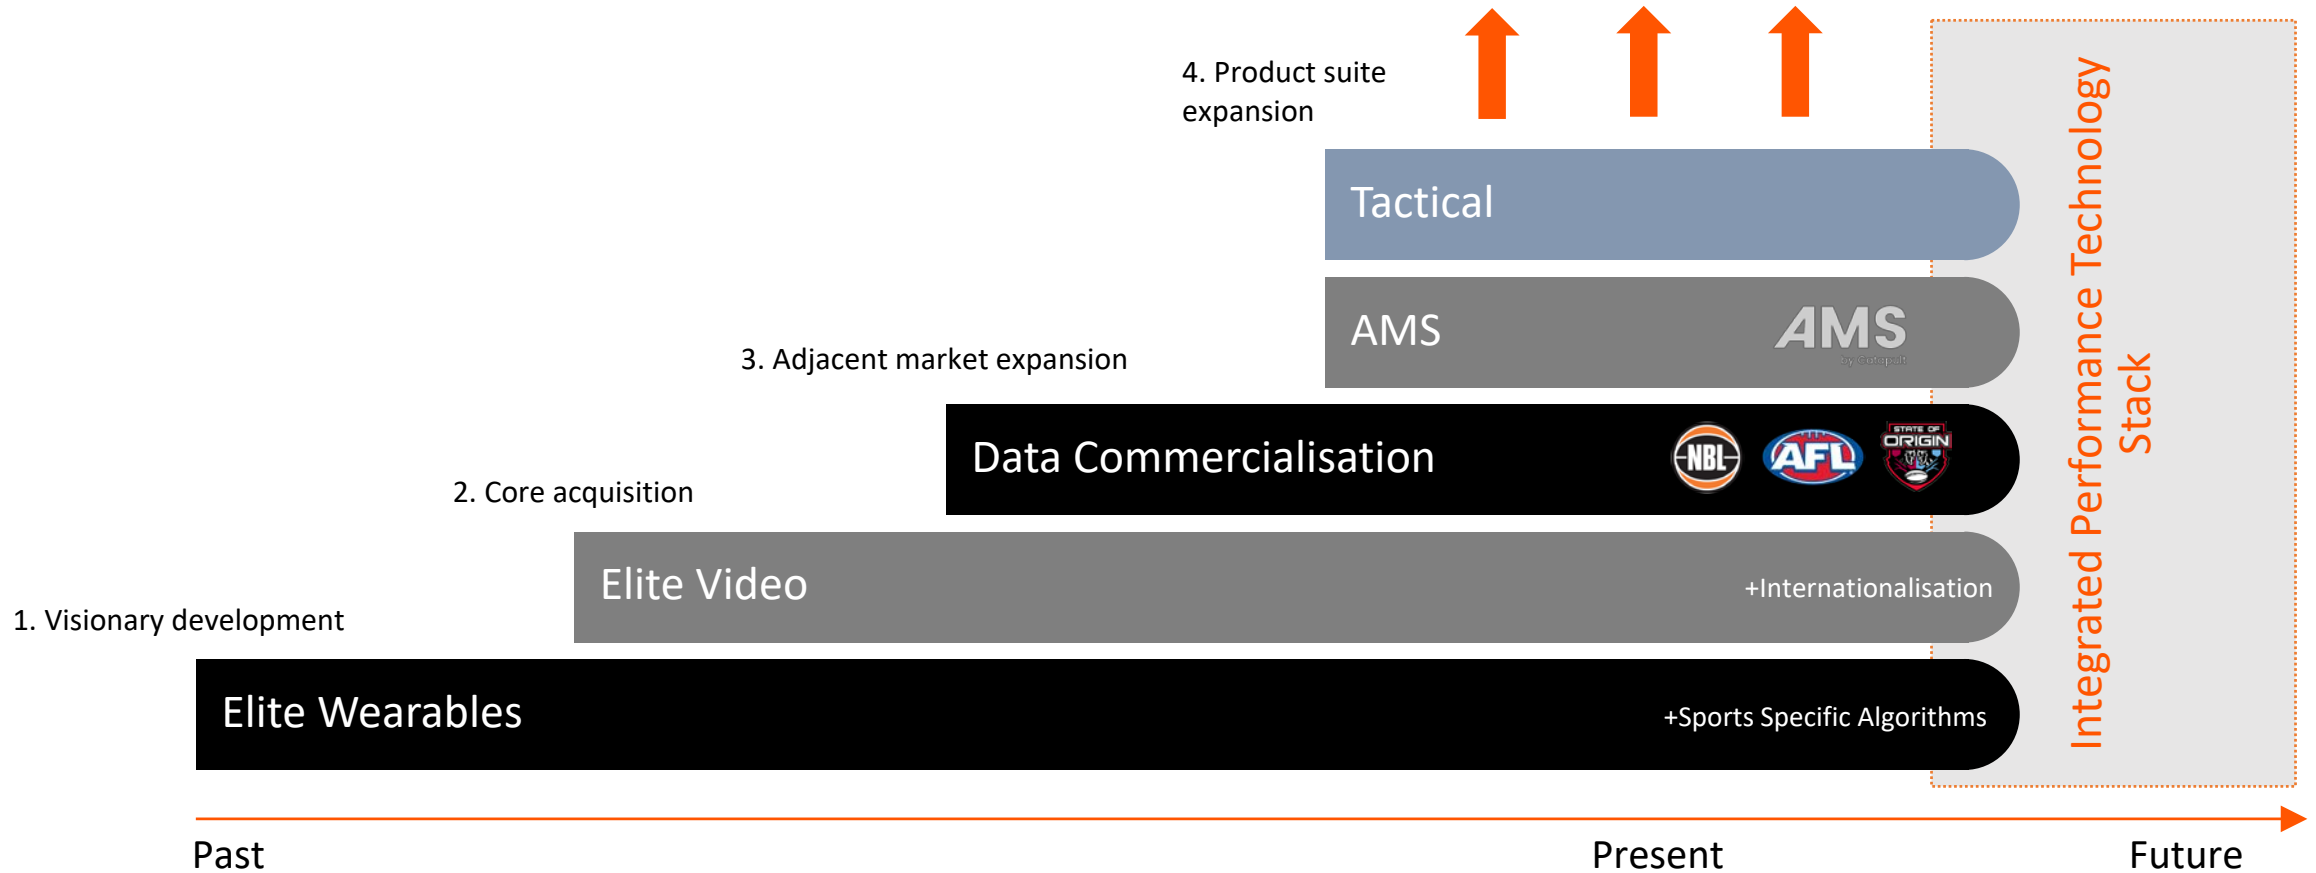 4. Product suite
expansion
Tactical
AMS
AMS
by Catapult
3. Adjacent market expansion
Data Commercialisation
NBL
AFL
STATE OF
ORIGIN
2. Core acquisition
Elite Video
+Internationalisation
1. Visionary development
Elite Wearables
+Sports Specific Algorithms
Integrated Performance Technology
Stack
Past
Present
Future